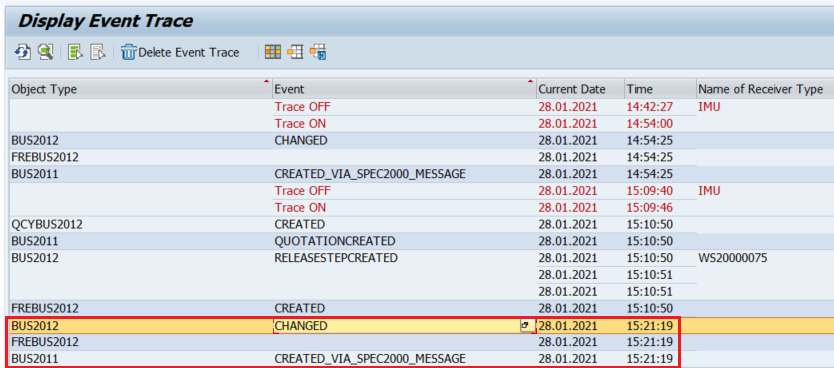 Display Event Trace
Delete Event Trace
Object Type Event Current Date Time Name of Receiver Type
Trace OFF 28.01.2021 14:42:27 IMU
Trace ON 28.01.2021 14:54:00
BUS2012 CHANGED 28.01.2021 14:54:25
FREBUS2012 28.01.2021 14:54:25
BUS2011 CREATED_VIA_SPEC2000_MESSAGE 28.01.2021 14:54:25
Trace OFF 28.01.2021 15:09:40 IMU
Trace ON 28.01.2021 15:09:46
QCYBUS2012 CREATED 28.01.2021 15:10:50
BUS2011 QUOTATIONCREATED 28.01.2021 15:10:50
BUS2012 RELEASESTEPCREATED 28.01.2021 15:10:50 WS20000075
28.01.2021 15:10:51
28.01.2021 15:10:51
FREBUS2012 CREATED 28.01.2021 15:10:50
BUS2012 CHANGED 28.01.2021 15:21:19
FREBUS2012 28.01.2021 15:21:19
BUS2011 CREATED_VIA_SPEC2000_MESSAGE 28.01.2021 15:21:19